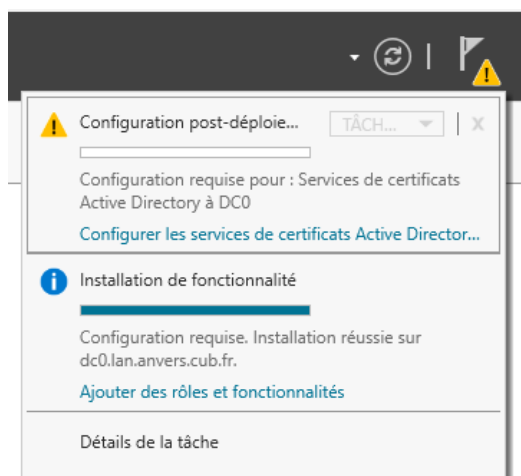 Configuration post-déploie... TÂCH... X
Configuration requise pour : Services de certificats
Active Directory à DC0
Configurer les services de certificats Active Director...
Installation de fonctionnalité
Configuration requise. Installation réussie sur
dc0.lan.anvers.cub.fr.
Ajouter des rôles et fonctionnalités
Détails de la tâche